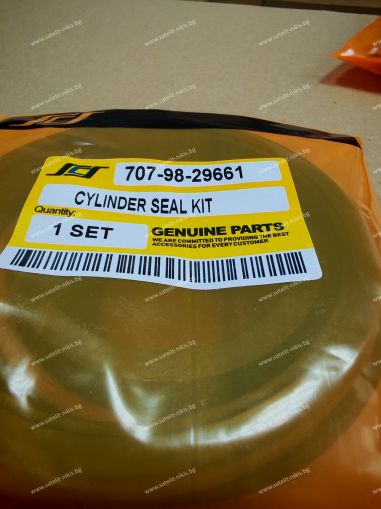 707-98-29661
CYLINDER SEAL KIT
Quantity:
1 SET
GENUINE PARTS
WE ARE COMMITTED TO PROVIDING THE BEST
ACCESSORIES FOR EVERY CUSTOMER
www.satelit-nikis.bg